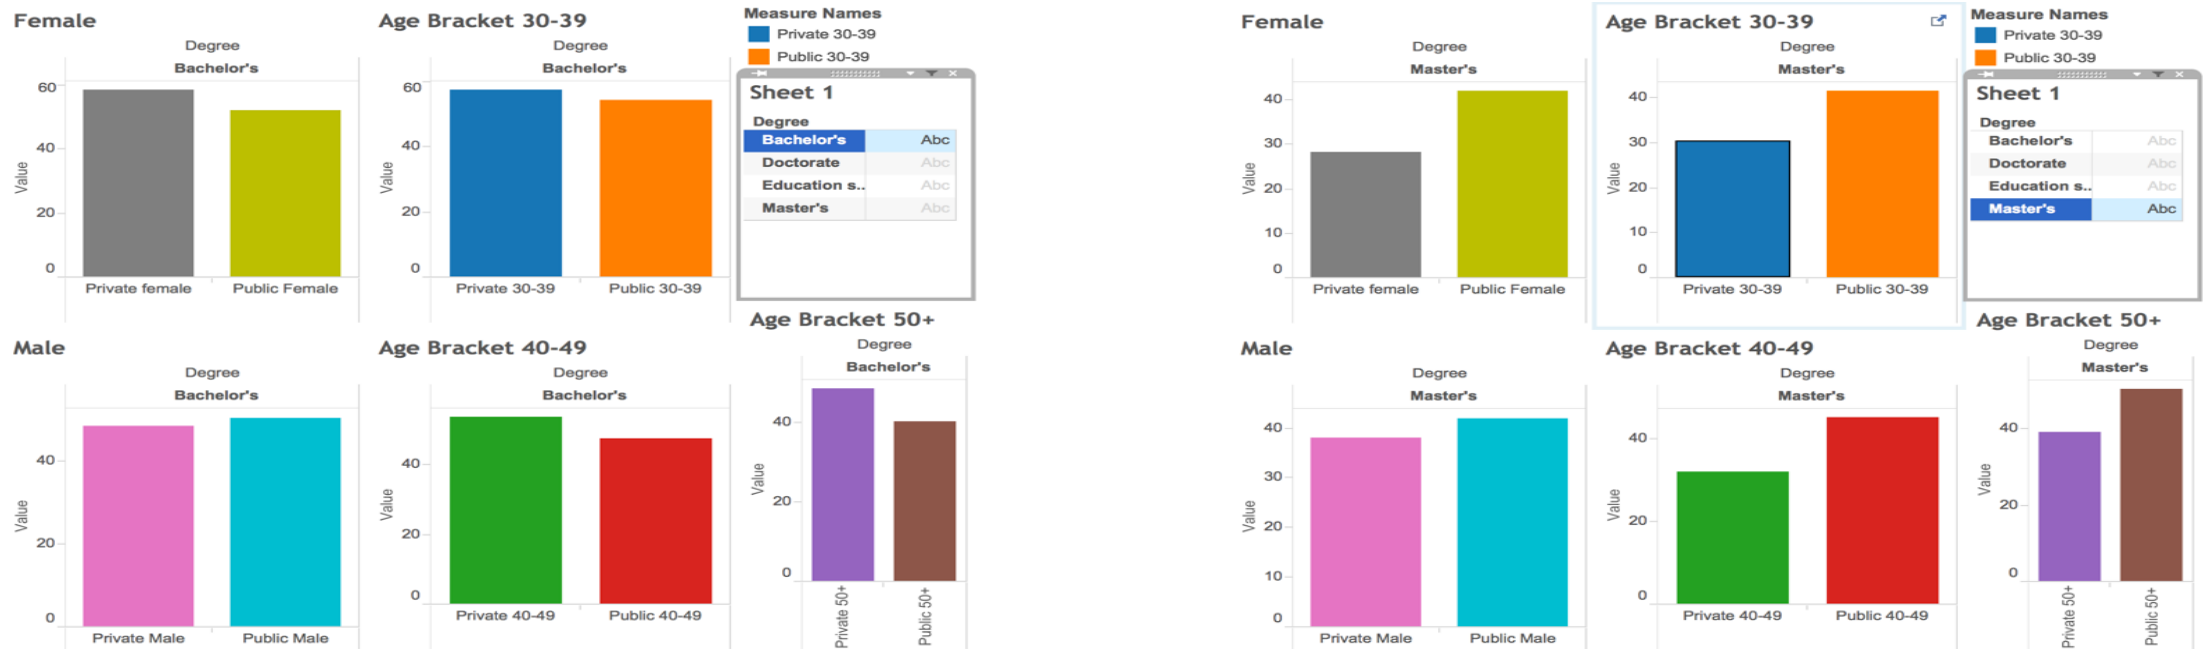 Female
Degree
Bachelor's
60
40
20
0
Value
Private female
Public Female
Age Bracket 30-39
Degree
Bachelor's
60
40
20
0
Value
Private 30-39
Public 30-39
Measure Names
Private 30-39
Public 30-39
Sheet 1
Degree
Bachelor's Abc
Doctorate Abc
Education s.. Abc
Master's Abc
Male
Degree
Bachelor's
40
20
0
Value
Private Male
Public Male
Age Bracket 40-49
Degree
Bachelor's
40
20
0
Value
Private 40-49
Public 40-49
Age Bracket 50+
Degree
Bachelor's
40
20
0
Value
Private 50+
Public 50+
Female
Degree
Master's
40
30
20
10
0
Value
Private female
Public Female
Age Bracket 30-39
Degree
Master's
40
30
20
10
0
Value
Private 30-39
Public 30-39
Measure Names
Private 30-39
Public 30-39
Sheet 1
Degree
Bachelor's Abc
Doctorate Abc
Education s.. Abc
Master's Abc
Male
Degree
Master's
40
30
20
10
0
Value
Private Male
Public Male
Age Bracket 40-49
Degree
Master's
40
20
0
Value
Private 40-49
Public 40-49
Age Bracket 50+
Degree
Master's
40
20
0
Value
Private 50+
Public 50+